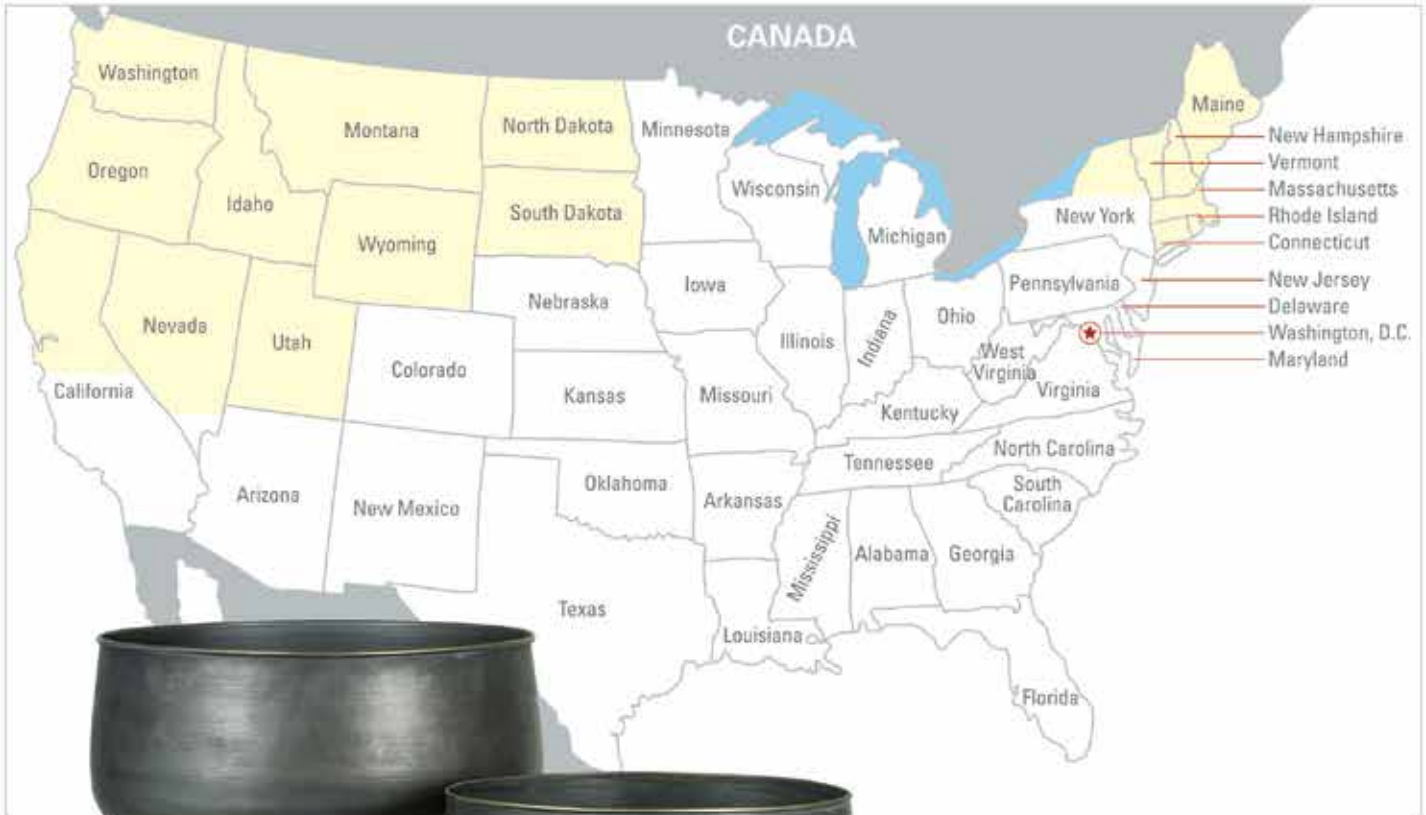 CANADA
Washington
Montana
North Dakota
Minnesota
Maine
New Hampshire
Vermont
Massachusetts
Rhode Island
Connecticut
Oregon
Idaho
Wyoming
South Dakota
Wisconsin
Michigan
New York
New Jersey
Delaware
Washington, D.C.
Maryland
Nevada
Utah
Nebraska
Iowa
Pennsylvania
Illinois
Indiana
Ohio
California
Colorado
Kansas
Missouri
West
Virginia
Virginia
Kentucky
Arizona
New Mexico
Oklahoma
Arkansas
Tennessee
North Carolina
South
Carolina
Mississippi
Alabama
Georgia
Texas
Louisiana
Florida